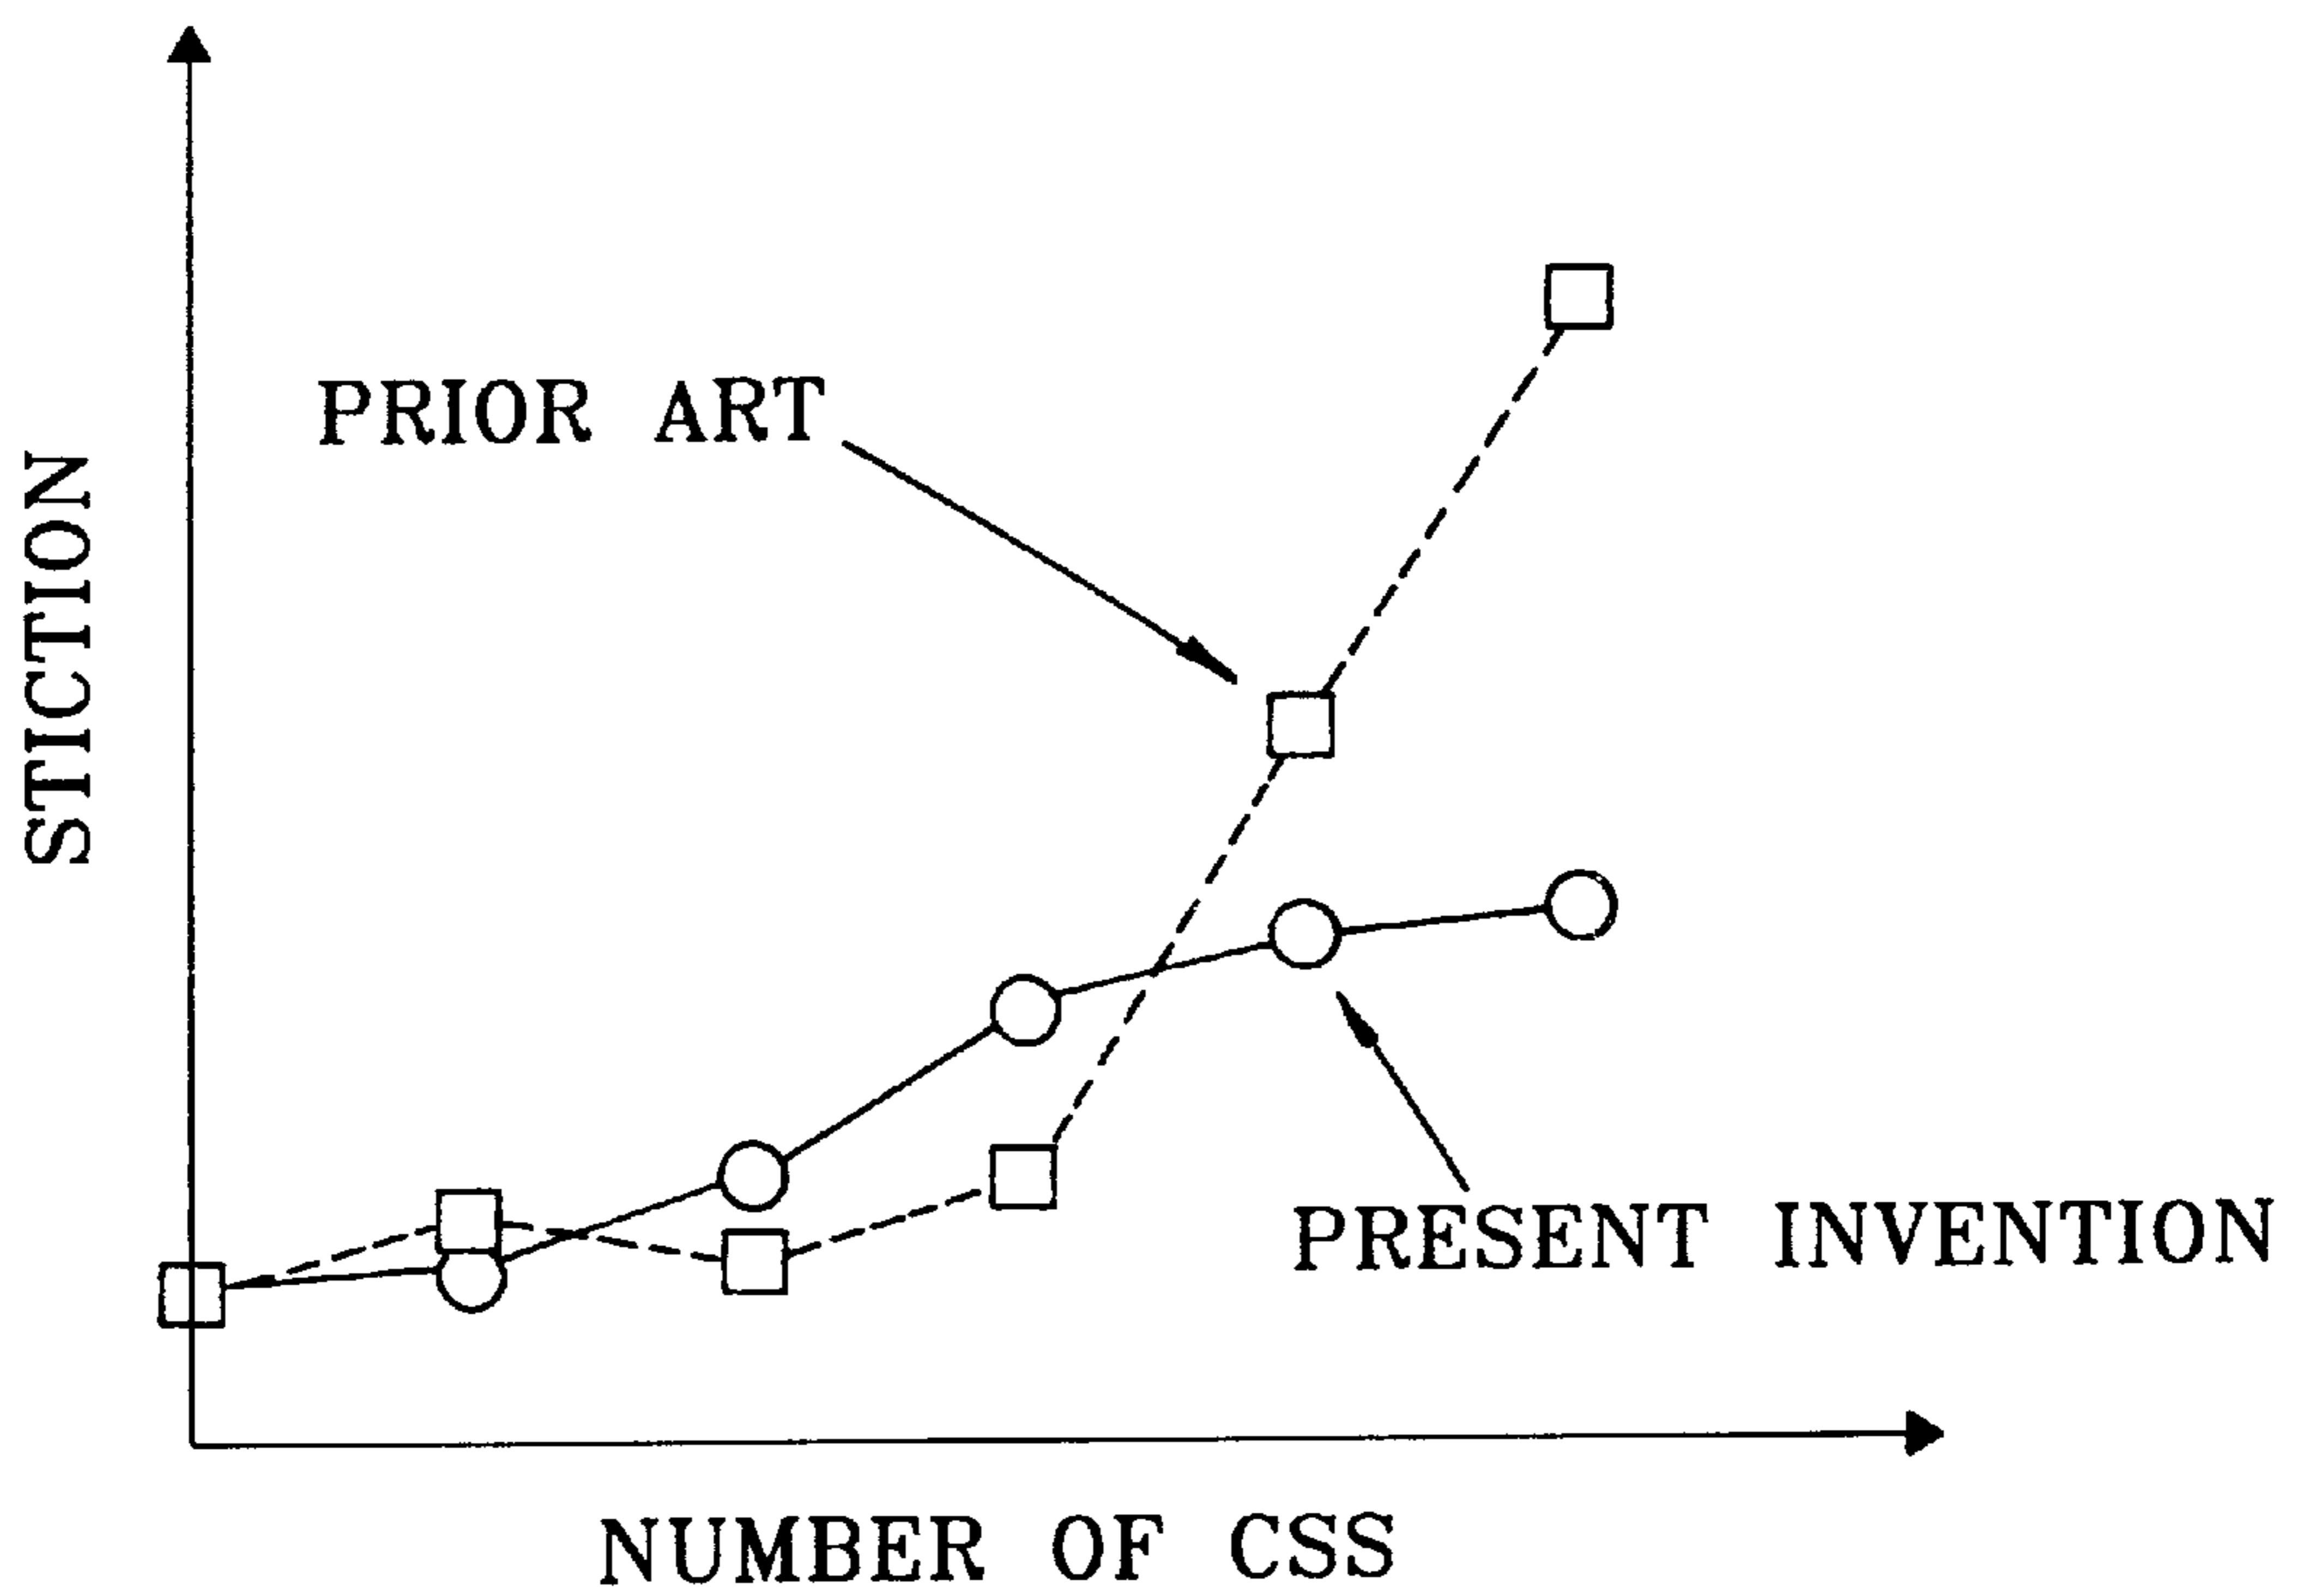 STICTION
PRIOR ART
PRESENT INVENTION
NUMBER OF CSS